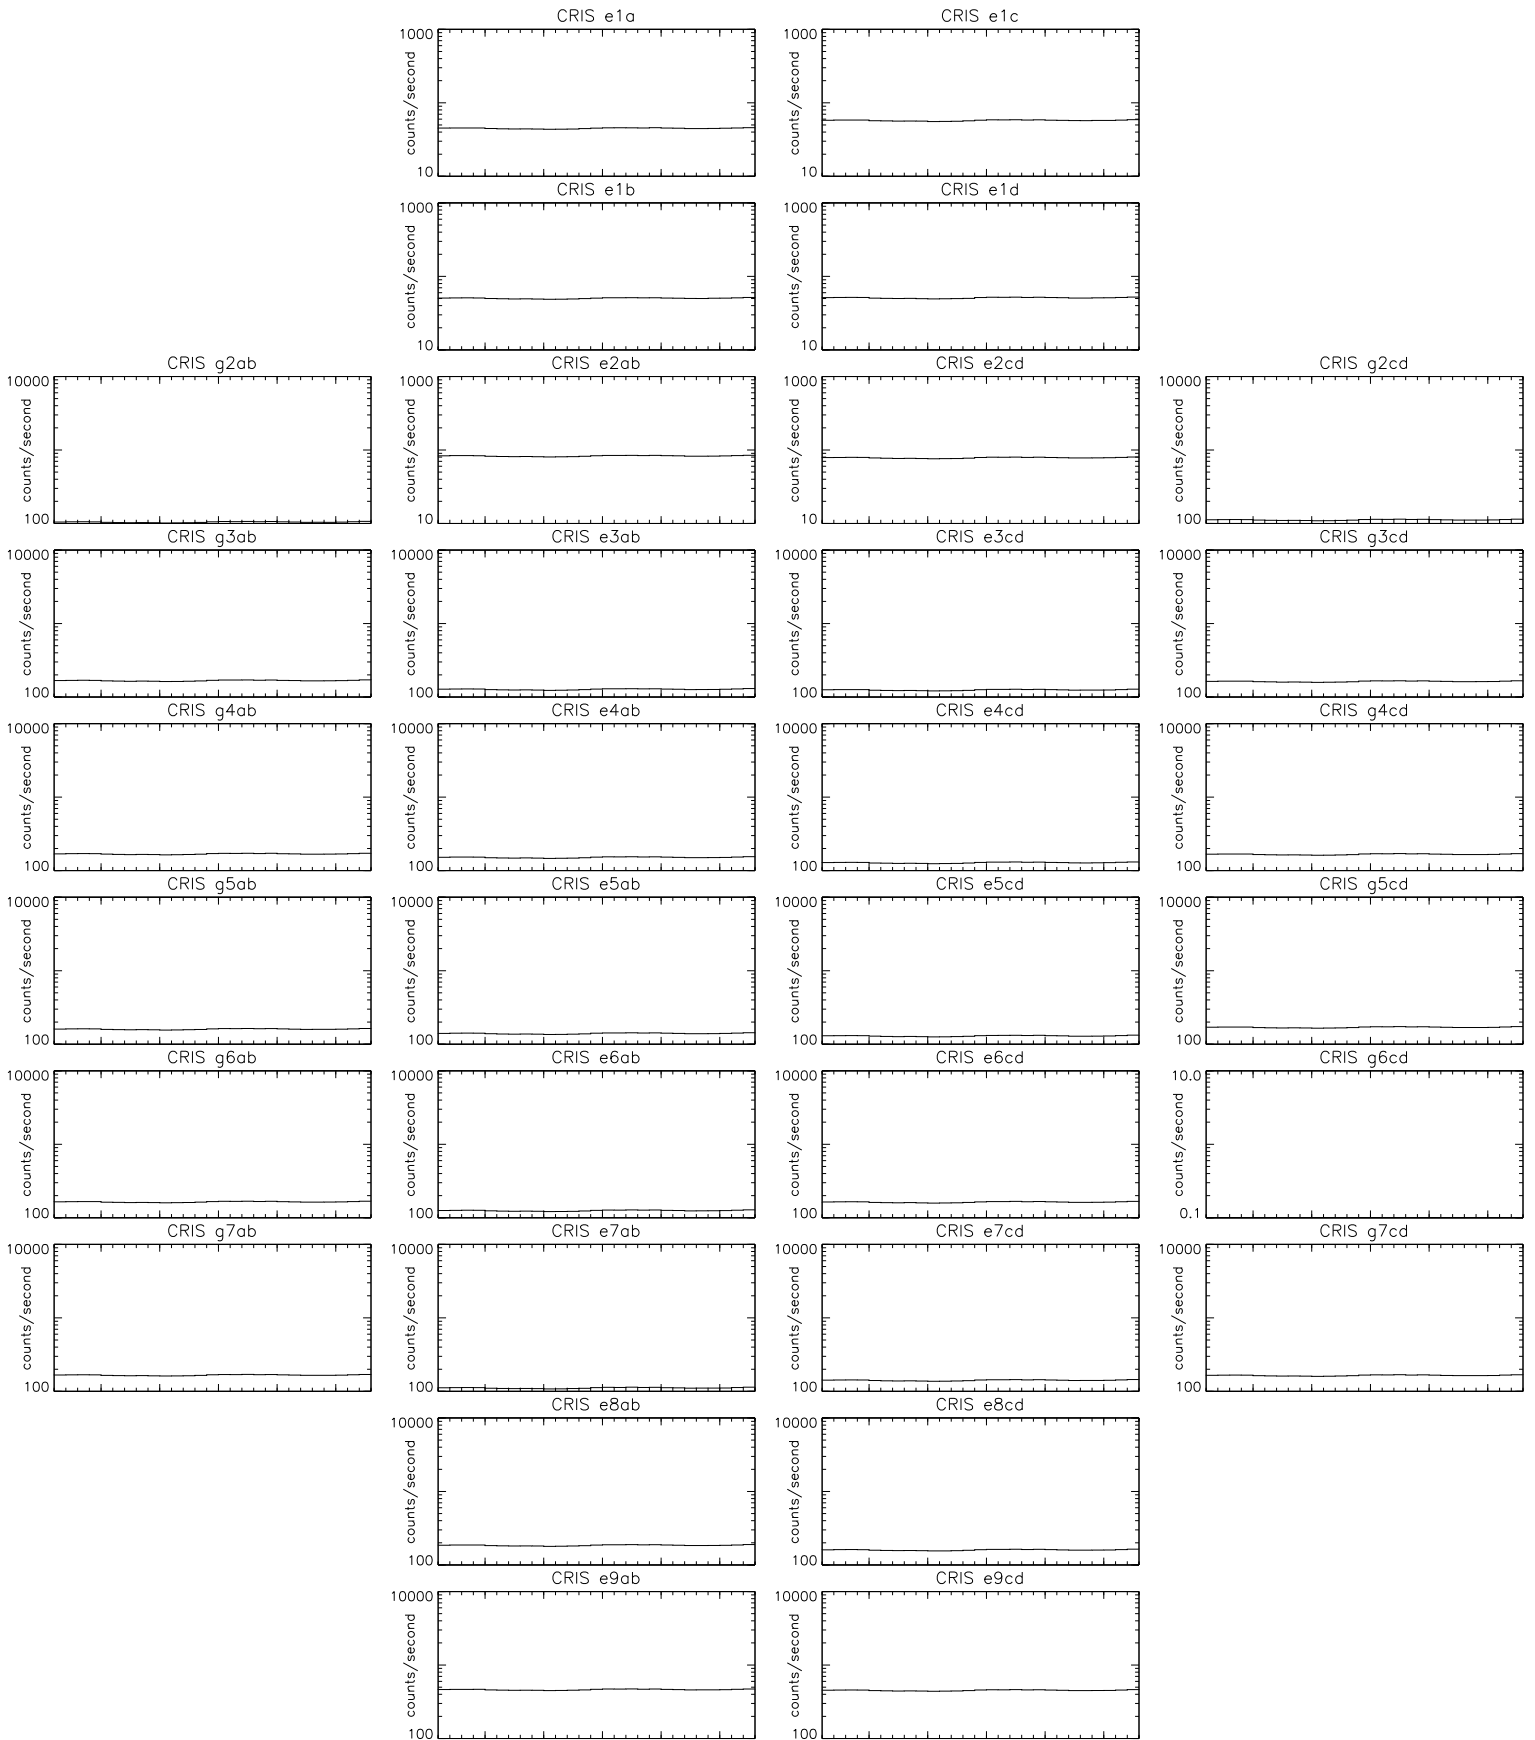 CRIS e1a CRIS e1c
1000 1000
counts/second counts/second
10 10
CRIS e1b CRIS e1d
1000 1000
counts/second counts/second
10 10
CRIS g2ab CRIS e2ab CRIS e2cd CRIS g2cd
10000 1000 1000 10000
counts/second counts/second counts/second counts/second
100 10 10 100
CRIS g3ab CRIS e3ab CRIS e3cd CRIS g3cd
10000 10000 10000 10000
counts/second counts/second counts/second counts/second
100 100 100 100
CRIS g4ab CRIS e4ab CRIS e4cd CRIS g4cd
10000 10000 10000 10000
counts/second counts/second counts/second counts/second
100 100 100 100
CRIS g5ab CRIS e5ab CRIS e5cd CRIS g5cd
10000 10000 10000 10000
counts/second counts/second counts/second counts/second
100 100 100 100
CRIS g6ab CRIS e6ab CRIS e6cd CRIS g6cd
10000 10000 10000 10.0
counts/second counts/second counts/second counts/second
100 100 100 0.1
CRIS g7ab CRIS e7ab CRIS e7cd CRIS g7cd
10000 10000 10000 10000
counts/second counts/second counts/second counts/second
100 100 100 100
CRIS e8ab CRIS e8cd
10000 10000
counts/second counts/second
100 100
CRIS e9ab CRIS e9cd
10000 10000
counts/second counts/second
100 100